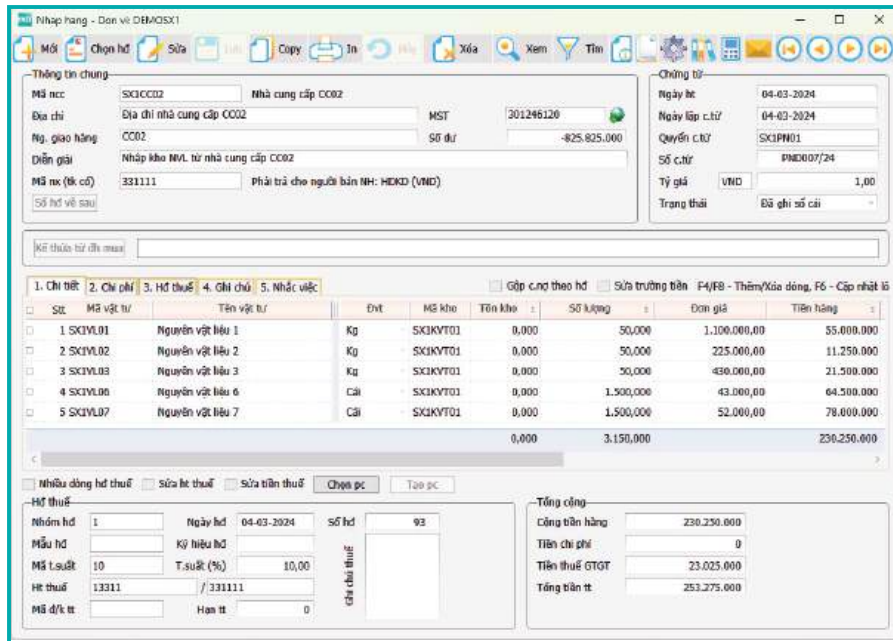 Nhap hang - Don vi: DEMOSX1
Mới Chọn hđ Sửa Lưu Copy In Hủy Xóa Xem Tìm
Thông tin chung
Mã ncc SX1CC02 Nhà cung cấp CC02
Địa chỉ Địa chỉ nhà cung cấp CC02 MST 301246120
Ng. giao hàng CC02 Số dư -825.825.000
Diễn giải Nhập kho NVL từ nhà cung cấp CC02
Mã nx (tk có) 331111 Phải trả cho người bán NH: HĐKD (VND)
Số hđ về sau
Chứng từ
Ngày ht 04-03-2024
Ngày lập c.từ 04-03-2024
Quyển c.từ SX1PN01
Số c.từ PND007/24
Tỷ giá VND 1,00
Trạng thái Đã ghi sổ cái
Kế thừa từ đh mua
1. Chi tiết 2. Chi phí 3. Hđ thuế 4. Ghi chú 5. Nhắc việc Gộp c.nợ theo hđ Sửa trường tiền F4/F8 - Thêm/Xóa dòng, F6 - Cập nhật lô
Stt Mã vật tư Tên vật tư Đvt Mã kho Tồn kho Số lượng Đơn giá Tiền hàng
1 SX1VL01 Nguyên vật liệu 1 Kg SX1KVT01 0,000 50,000 1.100.000,00 55.000.000
2 SX1VL02 Nguyên vật liệu 2 Kg SX1KVT01 0,000 50,000 225.000,00 11.250.000
3 SX1VL03 Nguyên vật liệu 3 Kg SX1KVT01 0,000 50,000 430.000,00 21.500.000
4 SX1VL06 Nguyên vật liệu 6 Cái SX1KVT01 0,000 1.500,000 43.000,00 64.500.000
5 SX1VL07 Nguyên vật liệu 7 Cái SX1KVT01 0,000 1.500,000 52.000,00 78.000.000
0,000 3.150,000 230.250.000
Nhiều dòng hđ thuế Sửa ht thuế Sửa tiền thuế Chọn pc Tạo pc
Hđ thuế
Nhóm hđ 1 Ngày hđ 04-03-2024 Số hđ 93
Mẫu hđ Ký hiệu hđ
Mã t.suất 10 T.suất (%) 10,00
Ht thuế 13311 / 331111
Mã đ/k tt Hạn tt 0
Ghi chú thuế
Tổng cộng
Cộng tiền hàng 230.250.000
Tiền chi phí 0
Tiền thuế GTGT 23.025.000
Tổng tiền tt 253.275.000